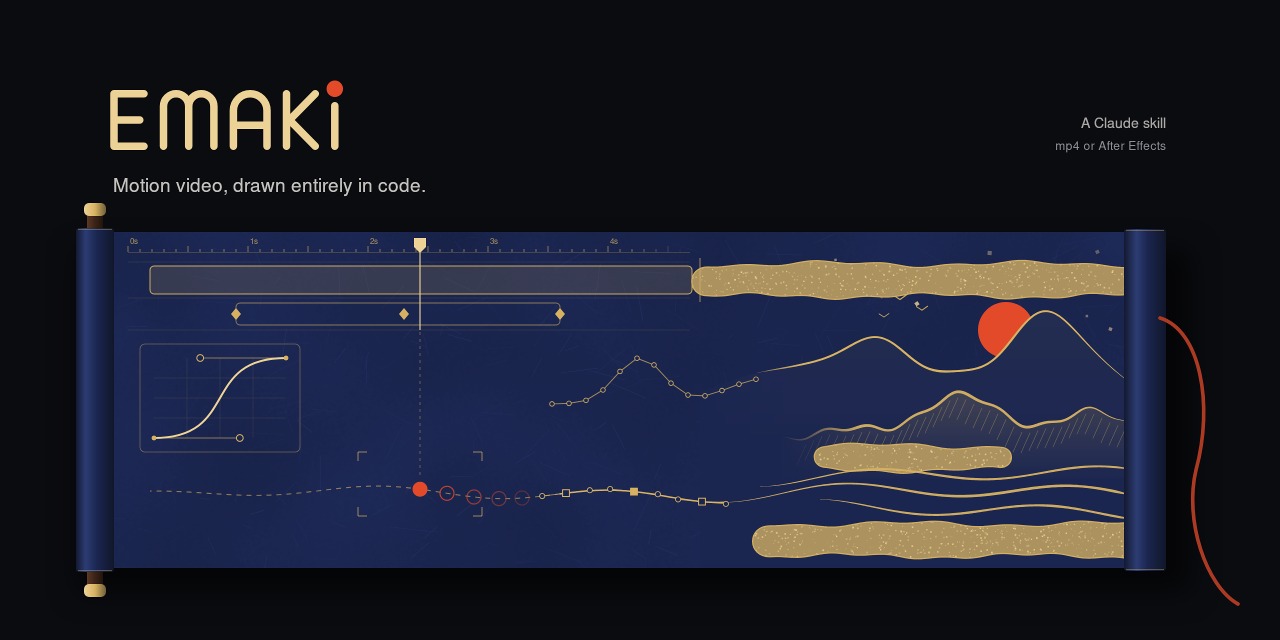 EMAKi
A Claude skill
mp4 or After Effects
Motion video, drawn entirely in code.
0s 1s 2s 3s 4s